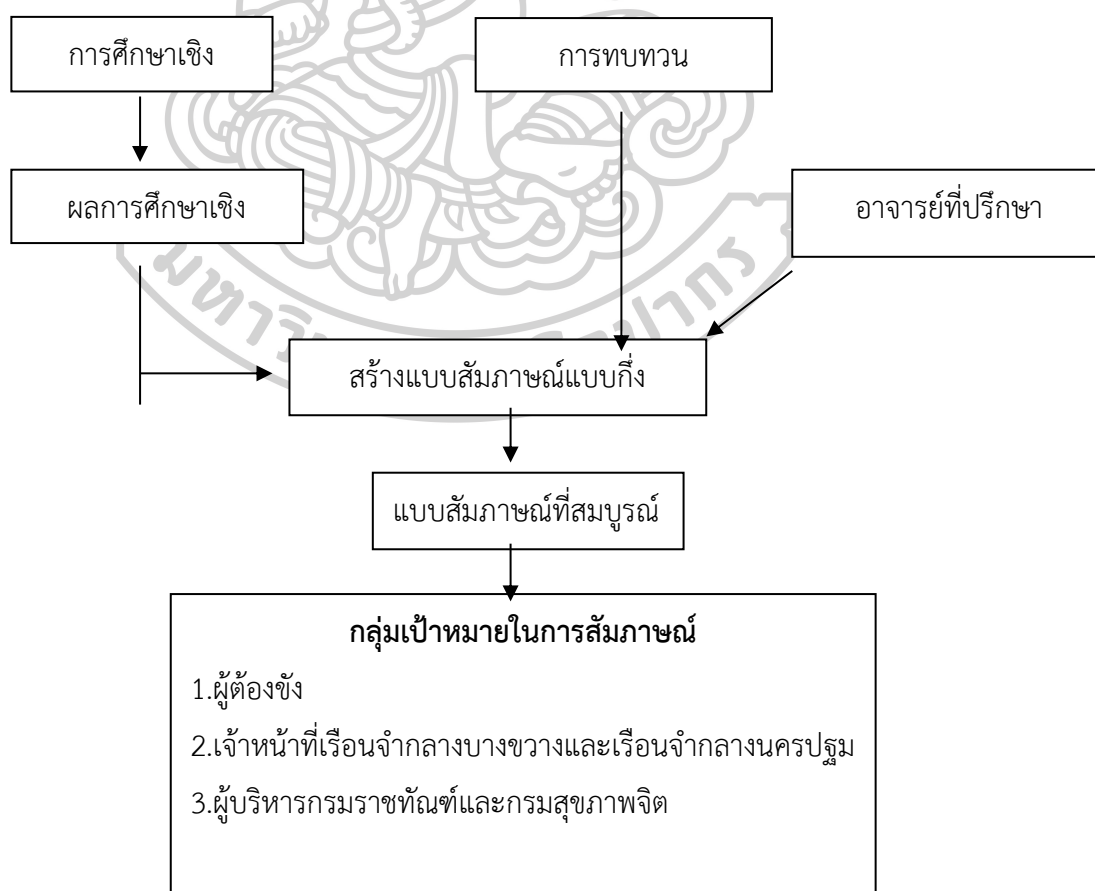 การศึกษาเชิง
การทบทวน
ผลการศึกษาเชิง
อาจารย์ที่ปรึกษา
สร้างแบบสัมภาษณ์แบบกึ่ง
แบบสัมภาษณ์ที่สมบูรณ์
กลุ่มเป้าหมายในการสัมภาษณ์
1.ผู้ต้องขัง
2.เจ้าหน้าที่เรือนจำกลางบางขวางและเรือนจำกลางนครปฐม
3.ผู้บริหารกรมราชทัณฑ์และกรมสุขภาพจิต